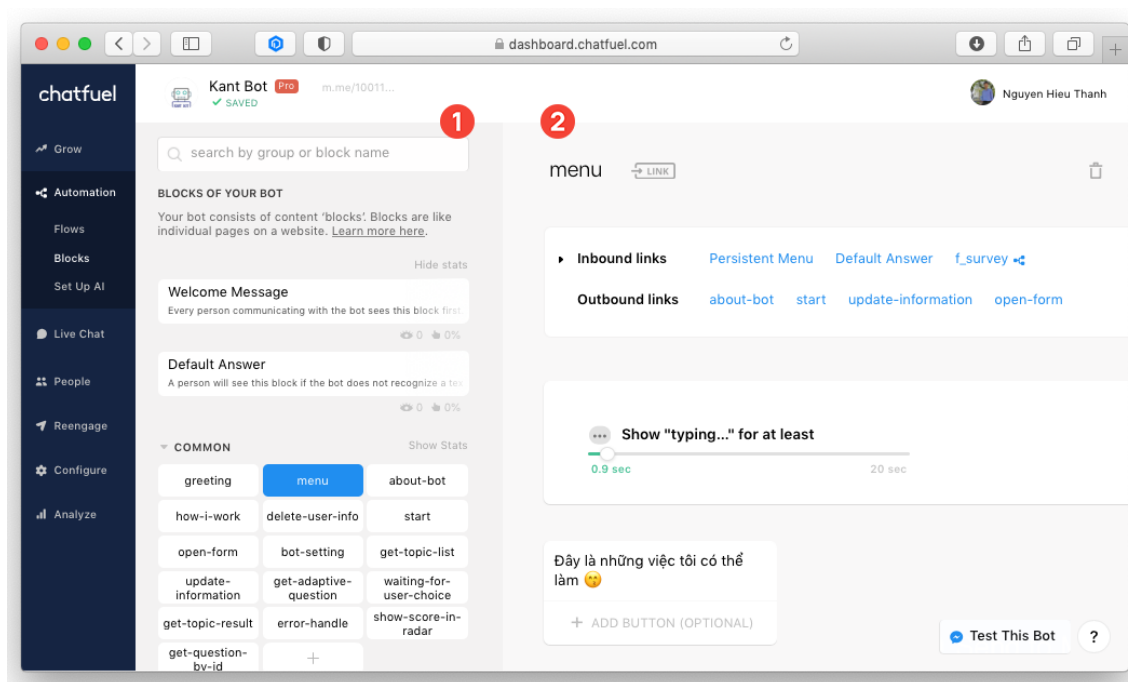 dashboard.chatfuel.com
chatfuel
Kant Bot Pro m.me/10011...
SAVED
Nguyen Hieu Thanh
1
2
Grow
Automation
Flows
Blocks
Set Up AI
Live Chat
People
Reengage
Configure
Analyze
search by group or block name
BLOCKS OF YOUR BOT
Your bot consists of content 'blocks'. Blocks are like
individual pages on a website. Learn more here.
Hide stats
Welcome Message
Every person communicating with the bot sees this block first.
0 0%
Default Answer
A person will see this block if the bot does not recognize a te
0 0%
COMMON Show Stats
greeting menu about-bot
how-i-work delete-user-info start
open-form bot-setting get-topic-list
update-
information
get-adaptive-
question
waiting-for-
user-choice
get-topic-result error-handle
show-score-in-
radar
get-question-
by-id
+
menu LINK
Inbound links Persistent Menu Default Answer f_survey
Outbound links about-bot start update-information open-form
Show "typing..." for at least
0.9 sec 20 sec
Đây là những việc tôi có thể
làm 😙
+ ADD BUTTON (OPTIONAL)
Test This Bot ?